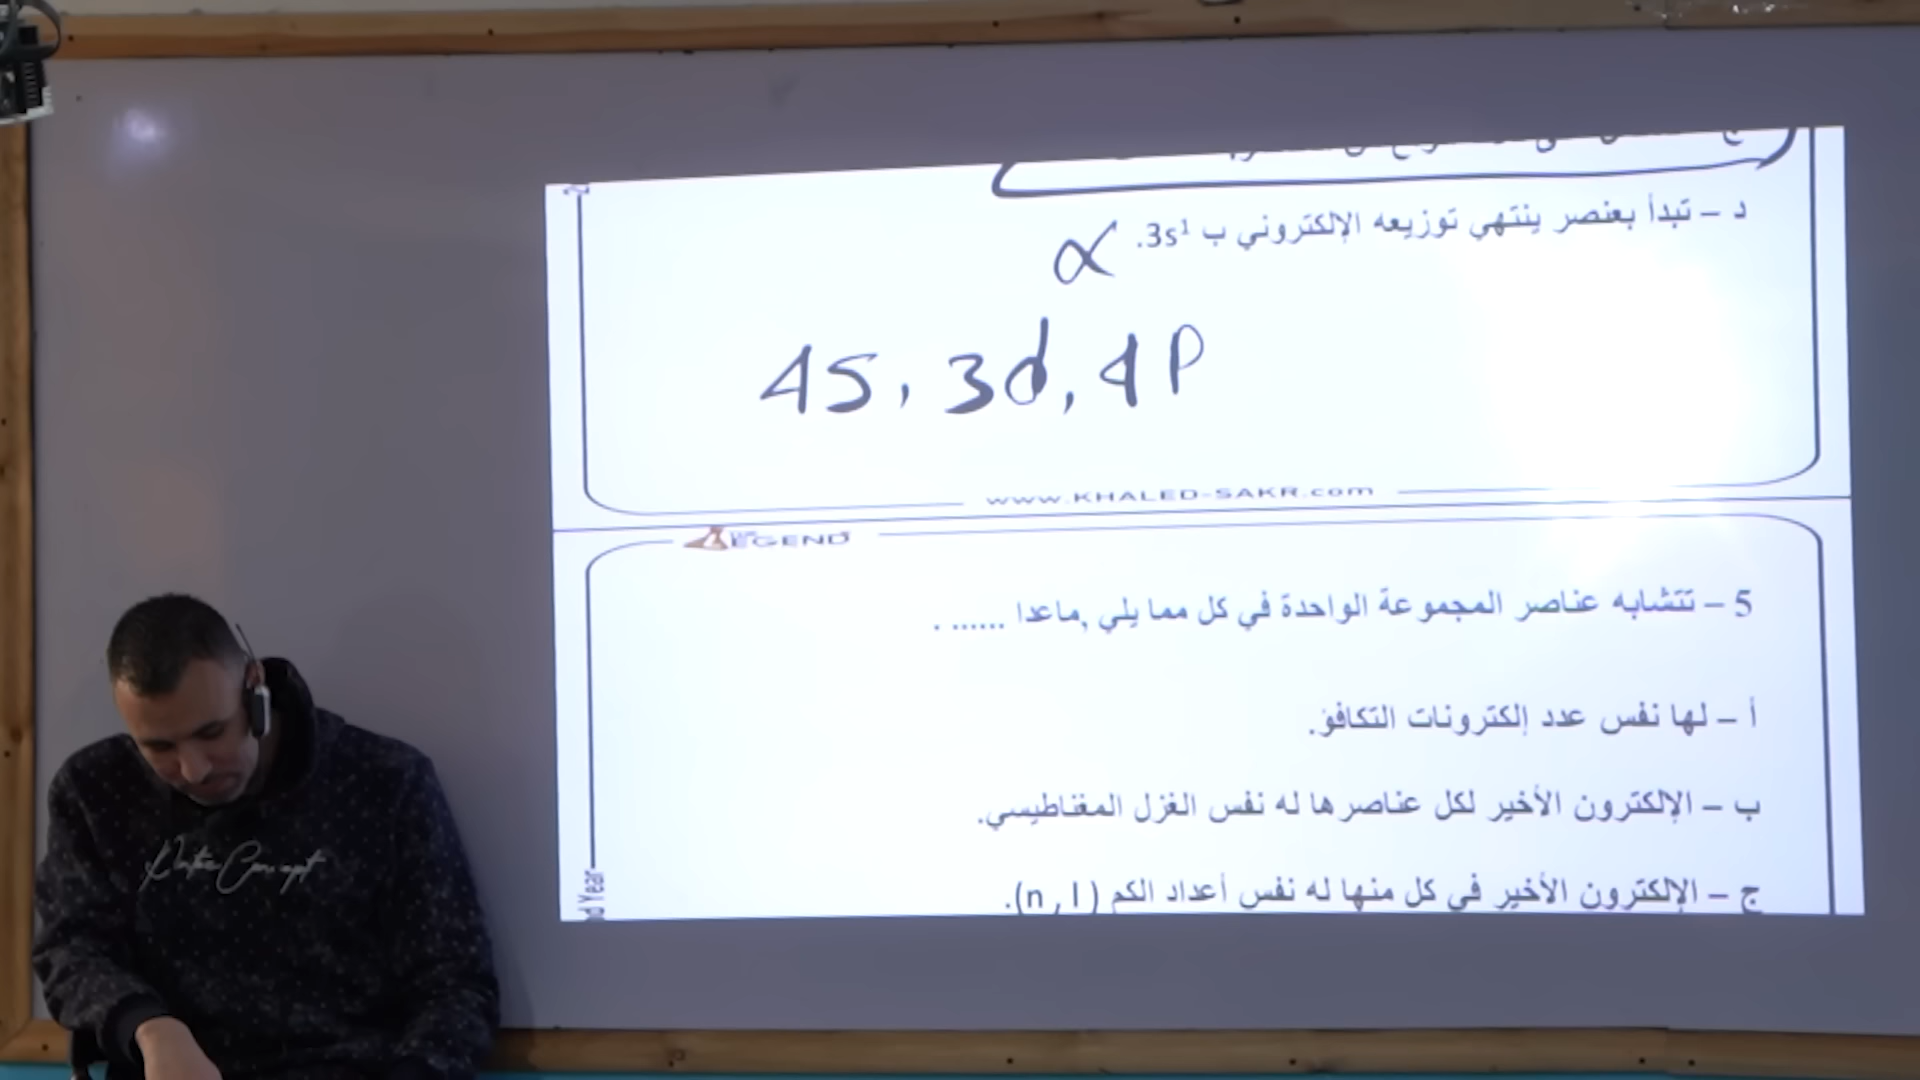 د – تبدأ بعنصر ينتهي توزيعه الإلكتروني ب 3s¹.
4S, 3d, 4P
www.KHALED-SAKR.com
LEGEND
5 – تتشابه عناصر المجموعة الواحدة في كل مما يلي ,ماعدا ...... .
أ – لها نفس عدد إلكترونات التكافؤ.
ب – الإلكترون الأخير لكل عناصرها له نفس الغزل المغناطيسي.
ج – الإلكترون الأخير في كل منها له نفس أعداد الكم (n , l).
Year